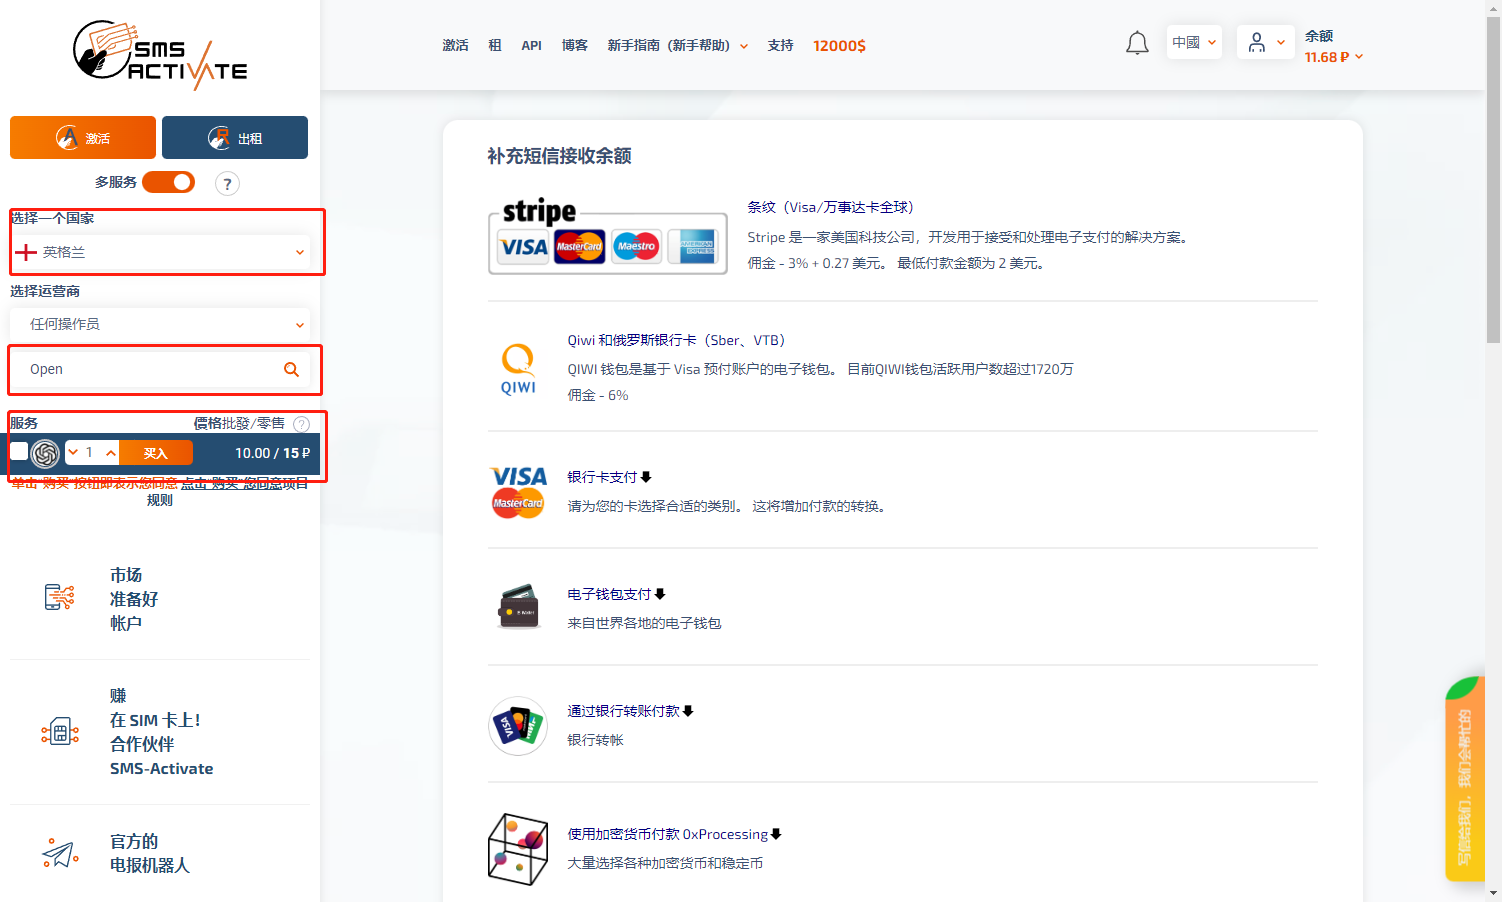 SMS
ACTIVATE
激活 租 API 博客 新手指南（新手帮助） 支持 12000$
中國
余额
11.68 ₽
激活
出租
多服务
?
选择一个国家
英格兰
选择运营商
任何操作员
Open
服务 價格批發/零售 ?
1 买入 10.00 / 15 ₽
单击“购买”按钮即表示您同意 点击“购买”您同意项目
规则
市场
准备好
帐户
赚
在 SIM 卡上！
合作伙伴
SMS-Activate
官方的
电报机器人
补充短信接收余额
stripe
VISA MasterCard Maestro AMERICAN EXPRESS
条纹（Visa/万事达卡全球）
Stripe 是一家美国科技公司，开发用于接受和处理电子支付的解决方案。
佣金 - 3% + 0.27 美元。 最低付款金额为 2 美元。
QIWI
Qiwi 和俄罗斯银行卡（Sber、VTB）
QIWI 钱包是基于 Visa 预付账户的电子钱包。 目前QIWI钱包活跃用户数超过1720万
佣金 - 6%
VISA
MasterCard
银行卡支付
请为您的卡选择合适的类别。 这将增加付款的转换。
电子钱包支付
来自世界各地的电子钱包
VISA
通过银行转账付款
银行转帐
使用加密货币付款 0xProcessing
大量选择各种加密货币和稳定币
写信给我们，我们会帮忙的